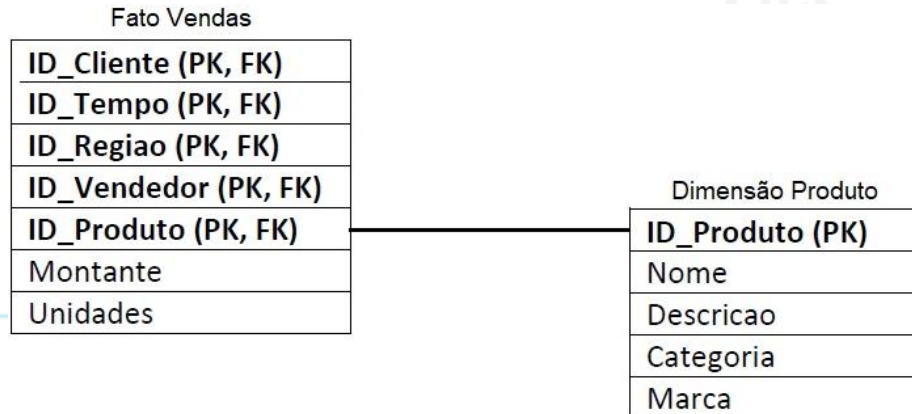 Fato Vendas
ID_Cliente (PK, FK)
ID_Tempo (PK, FK)
ID_Regiao (PK, FK)
ID_Vendedor (PK, FK)
ID_Produto (PK, FK)
Montante
Unidades
Dimensão Produto
ID_Produto (PK)
Nome
Descricao
Categoria
Marca